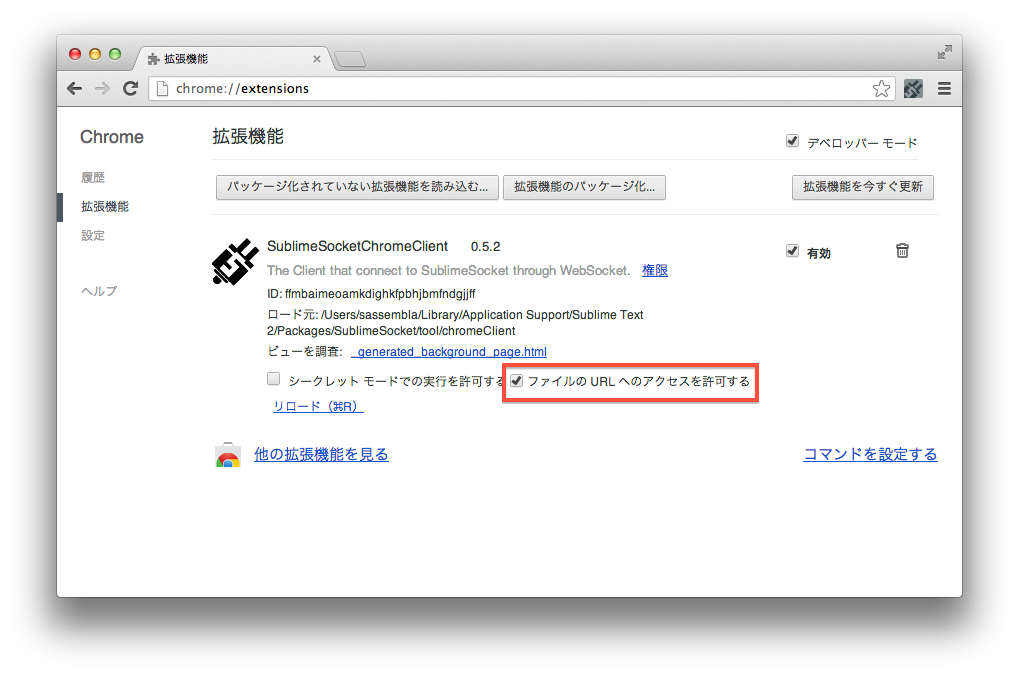 拡張機能
chrome://extensions
Chrome
拡張機能
デベロッパー モード
履歴
拡張機能
設定
ヘルプ
パッケージ化されていない拡張機能を読み込む... 拡張機能のパッケージ化... 拡張機能を今すぐ更新
SublimeSocketChromeClient 0.5.2
有効
The Client that connect to SublimeSocket through WebSocket. 権限
ID: ffmbaimeoamkdighkfpbhjbmfndgjjff
ロード元: /Users/sassembla/Library/Application Support/Sublime Text
2/Packages/SublimeSocket/tool/chromeClient
ビューを調査: _generated_background_page.html
シークレット モードでの実行を許可する ファイルの URL へのアクセスを許可する
リロード（⌘R）
他の拡張機能を見る コマンドを設定する